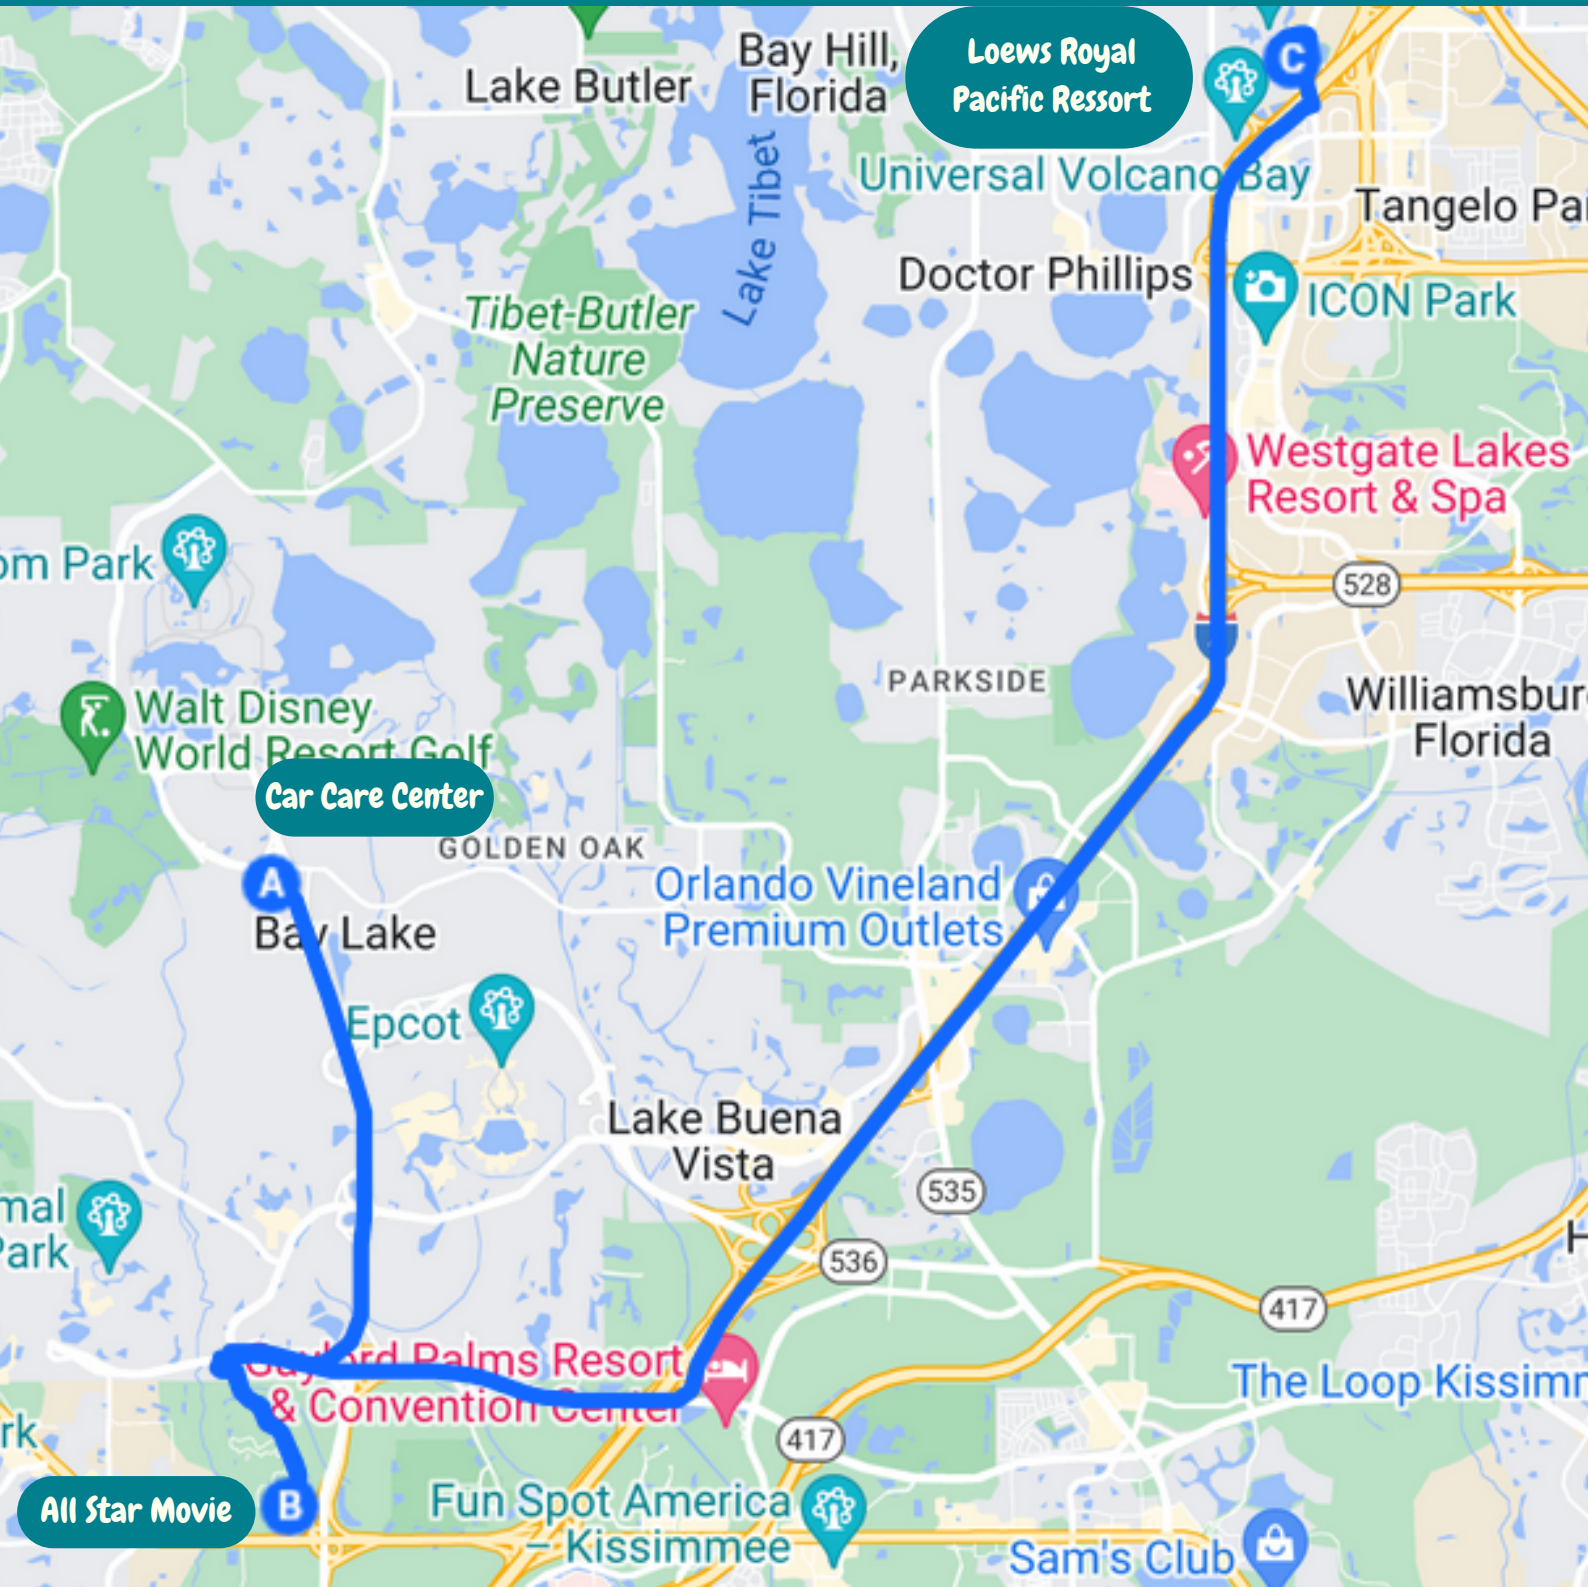 Bay Hill,
Florida
Loews Royal
Pacific Ressort
C
Lake Butler
Lake Tibet
Universal Volcano Bay
Tangelo Pa
Doctor Phillips
ICON Park
Tibet-Butler
Nature
Preserve
Westgate Lakes
Resort & Spa
om Park
528
PARKSIDE
Williamsbur
Florida
Walt Disney
World Resort Golf
Car Care Center
GOLDEN OAK
A
Bay Lake
Orlando Vineland
Premium Outlets
Epcot
Lake Buena
Vista
535
mal
Park
536
H
417
Gaylord Palms Resort
& Convention Center
The Loop Kissimm
rk
417
All Star Movie
B
Fun Spot America
– Kissimmee
Sam's Club